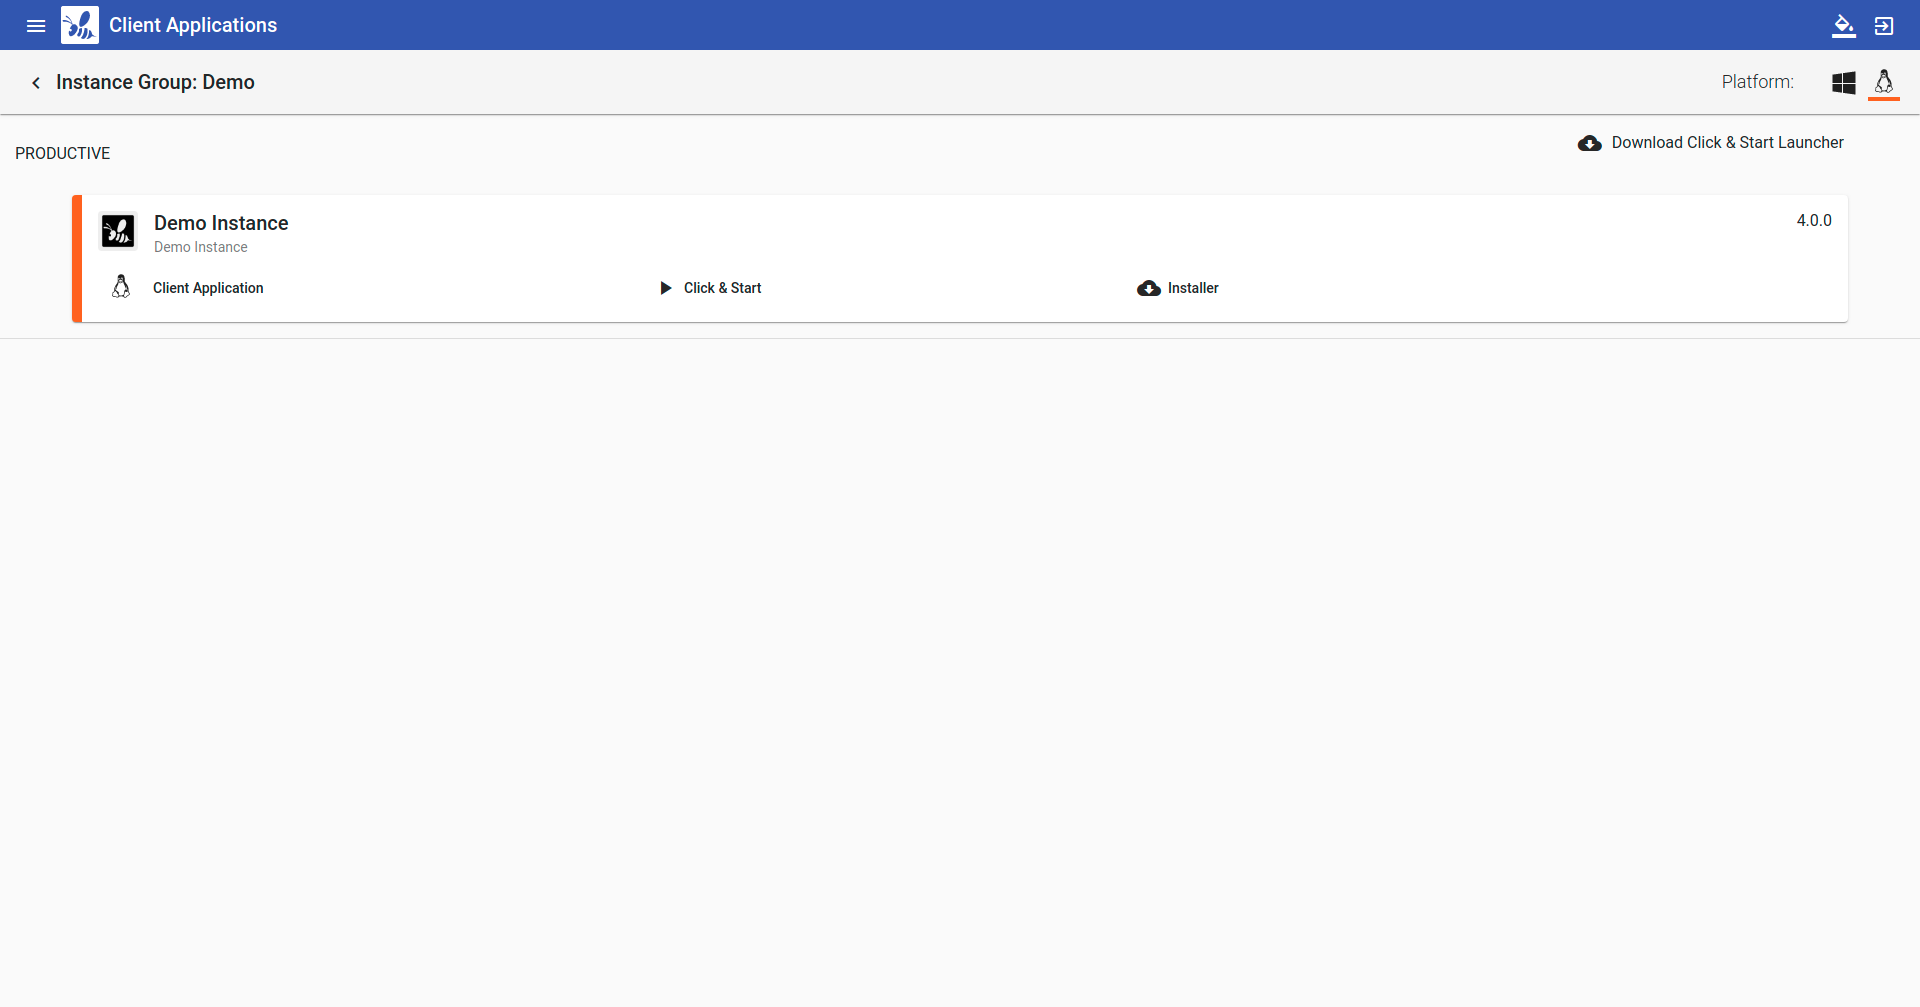 Client Applications
Instance Group: Demo
Platform:
PRODUCTIVE
Download Click & Start Launcher
Demo Instance
4.0.0
Demo Instance
Client Application
Click & Start
Installer